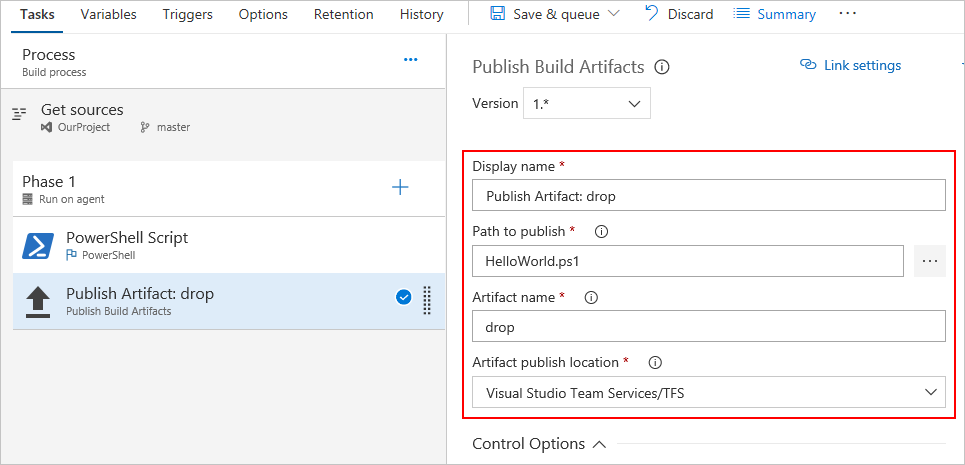 Tasks Variables Triggers Options Retention History Save & queue Discard Summary ...
Process
Build process
...
Get sources
OurProject master
Phase 1
Run on agent
PowerShell Script
PowerShell
Publish Artifact: drop
Publish Build Artifacts
Publish Build Artifacts Link settings
Version 1.*
Display name *
Publish Artifact: drop
Path to publish *
HelloWorld.ps1 ...
Artifact name *
drop
Artifact publish location *
Visual Studio Team Services/TFS
Control Options